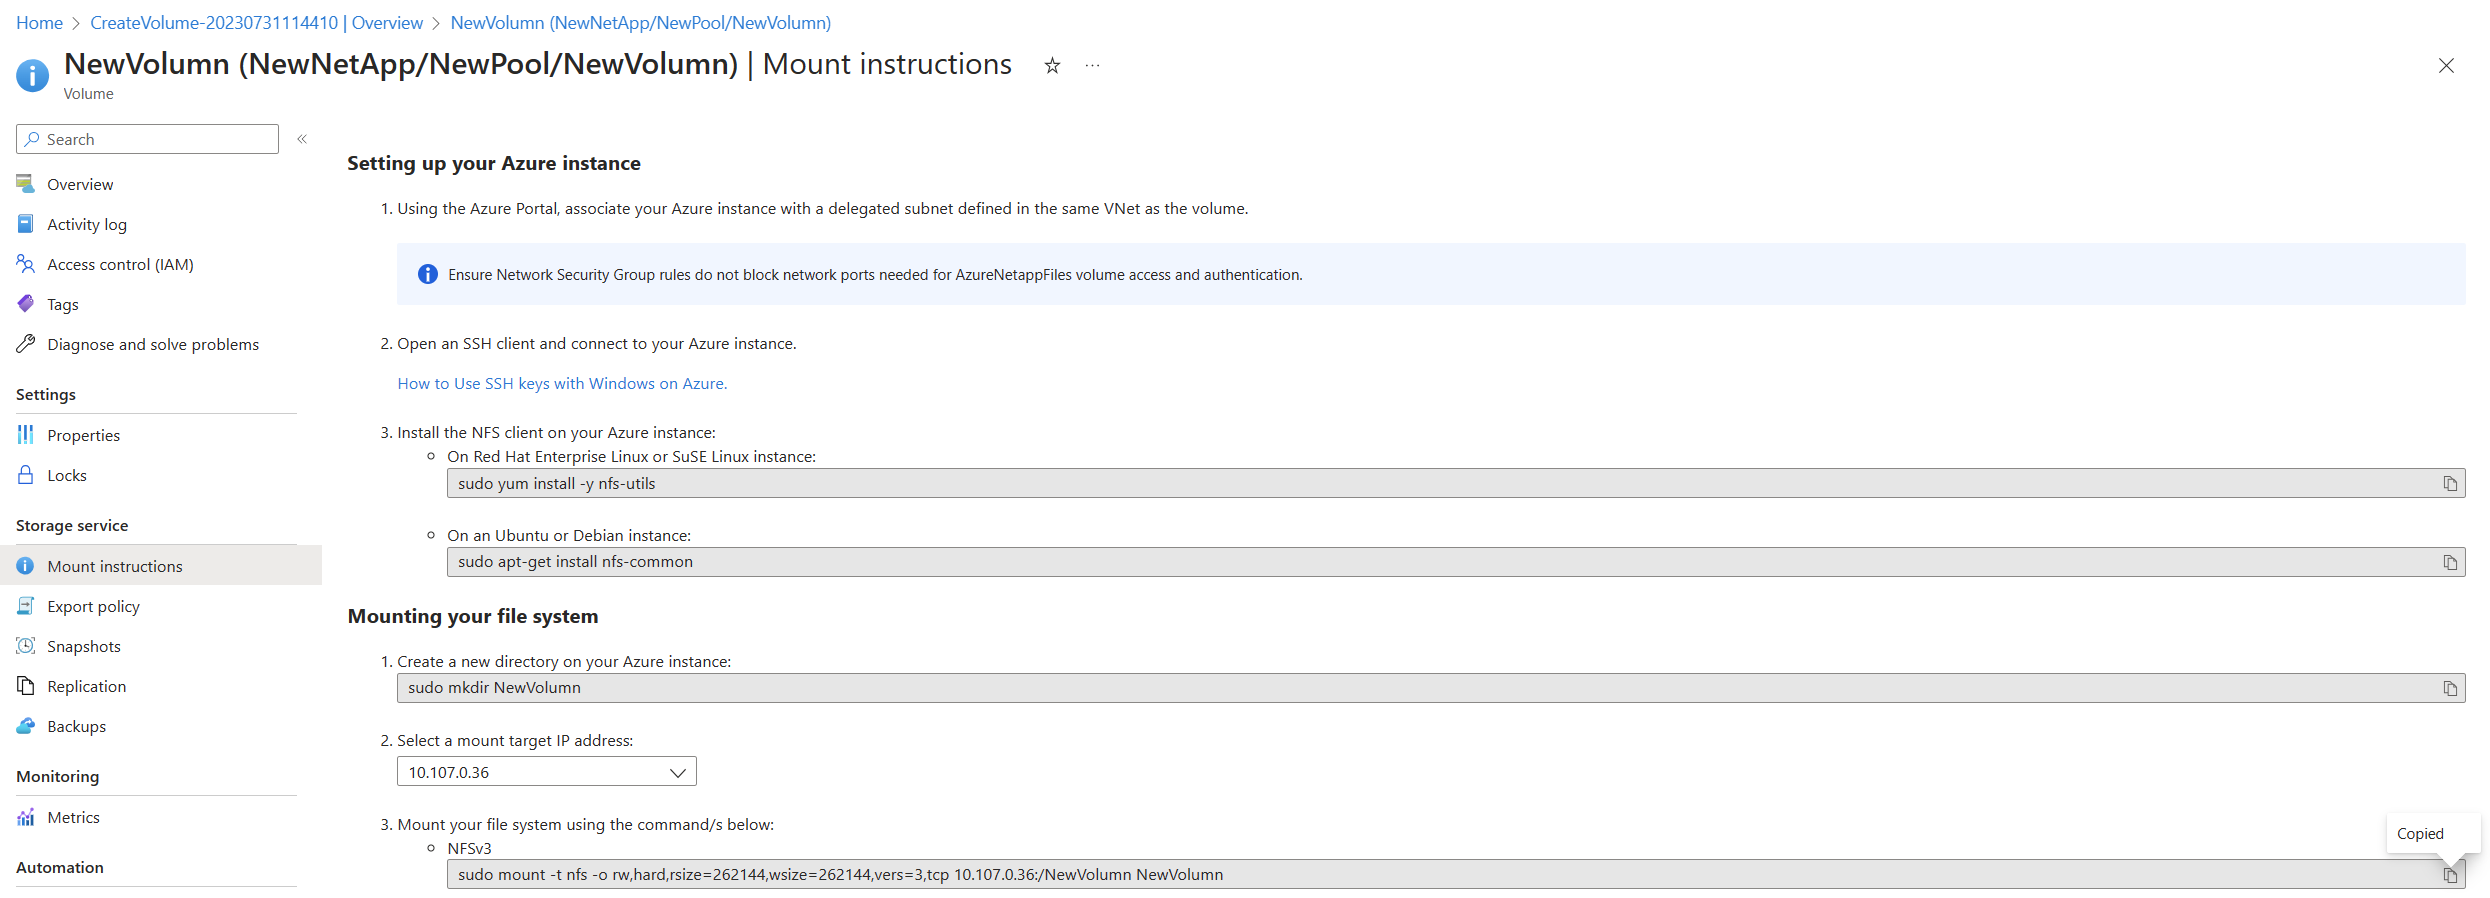 Home > CreateVolume-20230731114410 | Overview > NewVolumn (NewNetApp/NewPool/NewVolumn)
NewVolumn (NewNetApp/NewPool/NewVolumn) | Mount instructions
Volume
Search
Overview
Activity log
Access control (IAM)
Tags
Diagnose and solve problems
Settings
Properties
Locks
Storage service
Mount instructions
Export policy
Snapshots
Replication
Backups
Monitoring
Metrics
Automation
Setting up your Azure instance
1. Using the Azure Portal, associate your Azure instance with a delegated subnet defined in the same VNet as the volume.
Ensure Network Security Group rules do not block network ports needed for AzureNetappFiles volume access and authentication.
2. Open an SSH client and connect to your Azure instance.
How to Use SSH keys with Windows on Azure.
3. Install the NFS client on your Azure instance:
On Red Hat Enterprise Linux or SuSE Linux instance:
sudo yum install -y nfs-utils
On an Ubuntu or Debian instance:
sudo apt-get install nfs-common
Mounting your file system
1. Create a new directory on your Azure instance:
sudo mkdir NewVolumn
2. Select a mount target IP address:
10.107.0.36
3. Mount your file system using the command/s below:
NFSv3
Copied
sudo mount -t nfs -o rw,hard,rsize=262144,wsize=262144,vers=3,tcp 10.107.0.36:/NewVolumn NewVolumn